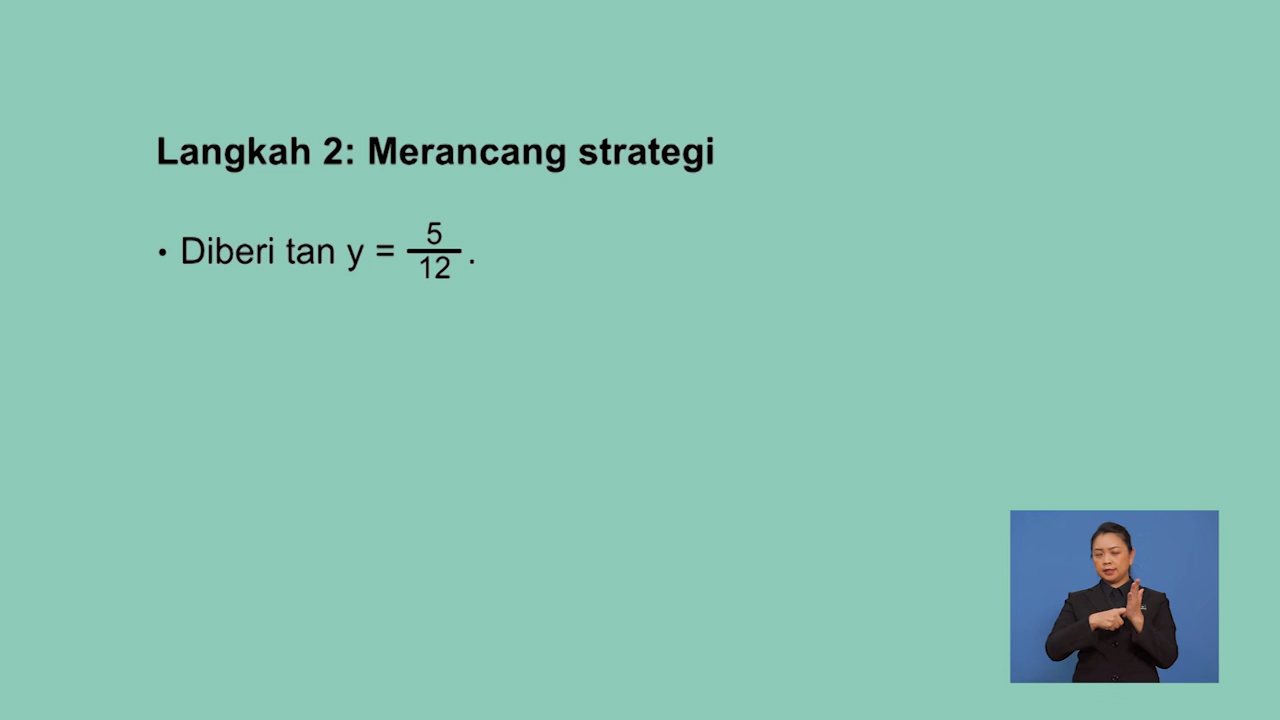 Langkah 2: Merancang strategi
• Diberi tan y = 5/12.